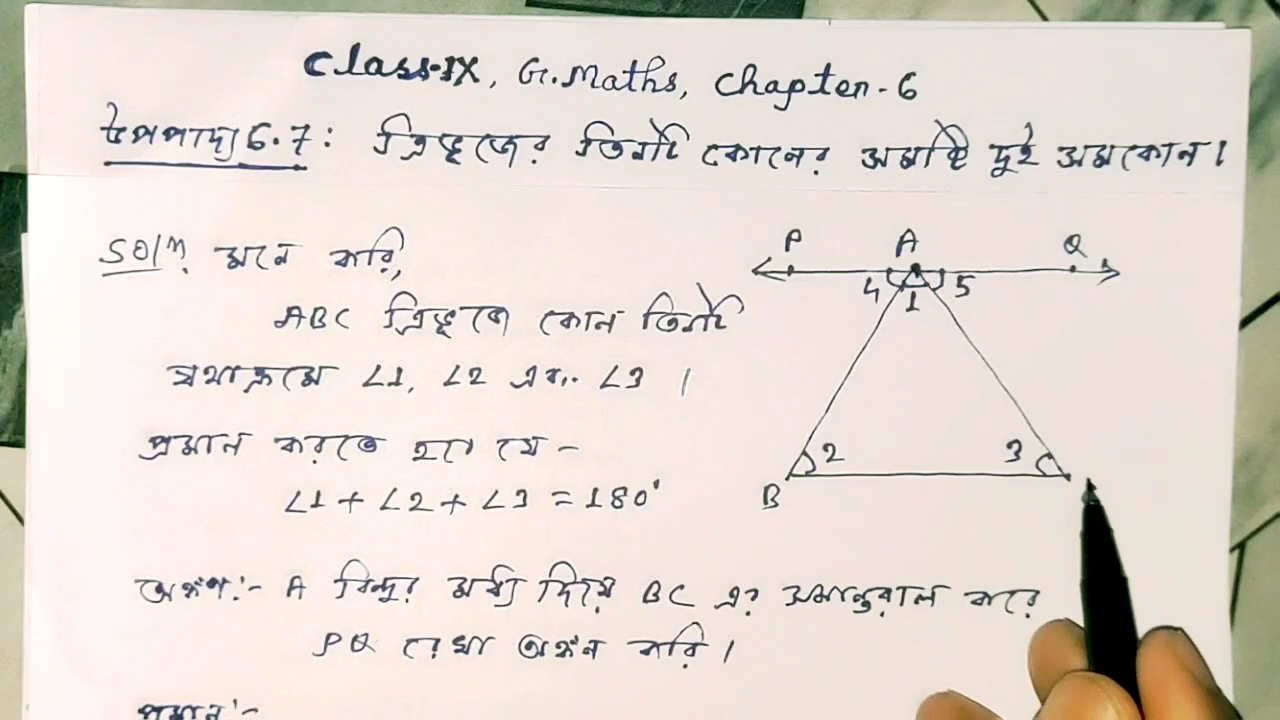 Class-IX, G.Maths, Chapter-6
উপপাদ্য 6.7: ত্রিভূজের তিনটি কোনের সমষ্টি দুই সমকোন।
Soln. মনে করি,
ABC ত্রিভূজে কোন তিনটি
যথাক্রমে ∠1, ∠2 এবং ∠3 ।
প্রমান করতে হবে যে -
∠1 + ∠2 + ∠3 = 180°
অঙ্কণ:- A বিন্দুর মধ্য দিয়ে BC এর সমান্তরাল করে
PQ রেখা অঙ্কন করি।
প্রমান:-
P A Q
4 1 5
2 3
B